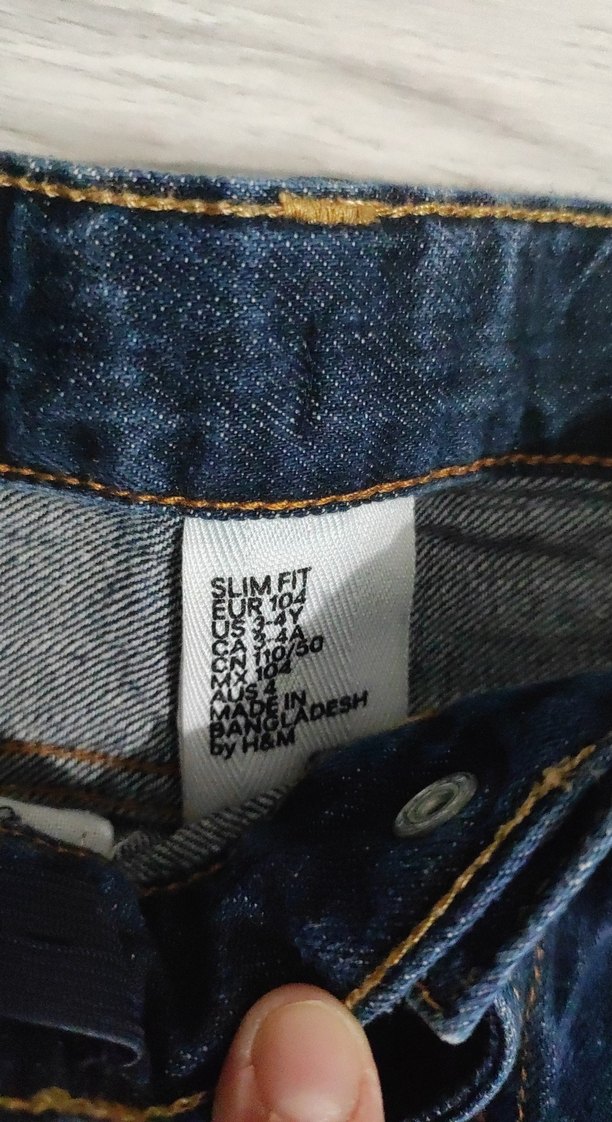 SLIM FIT
EUR 104
US 3-4Y
CA 3-4A
CN 110/50
MX 104
AUS 4
MADE IN
BANGLADESH
by H&M